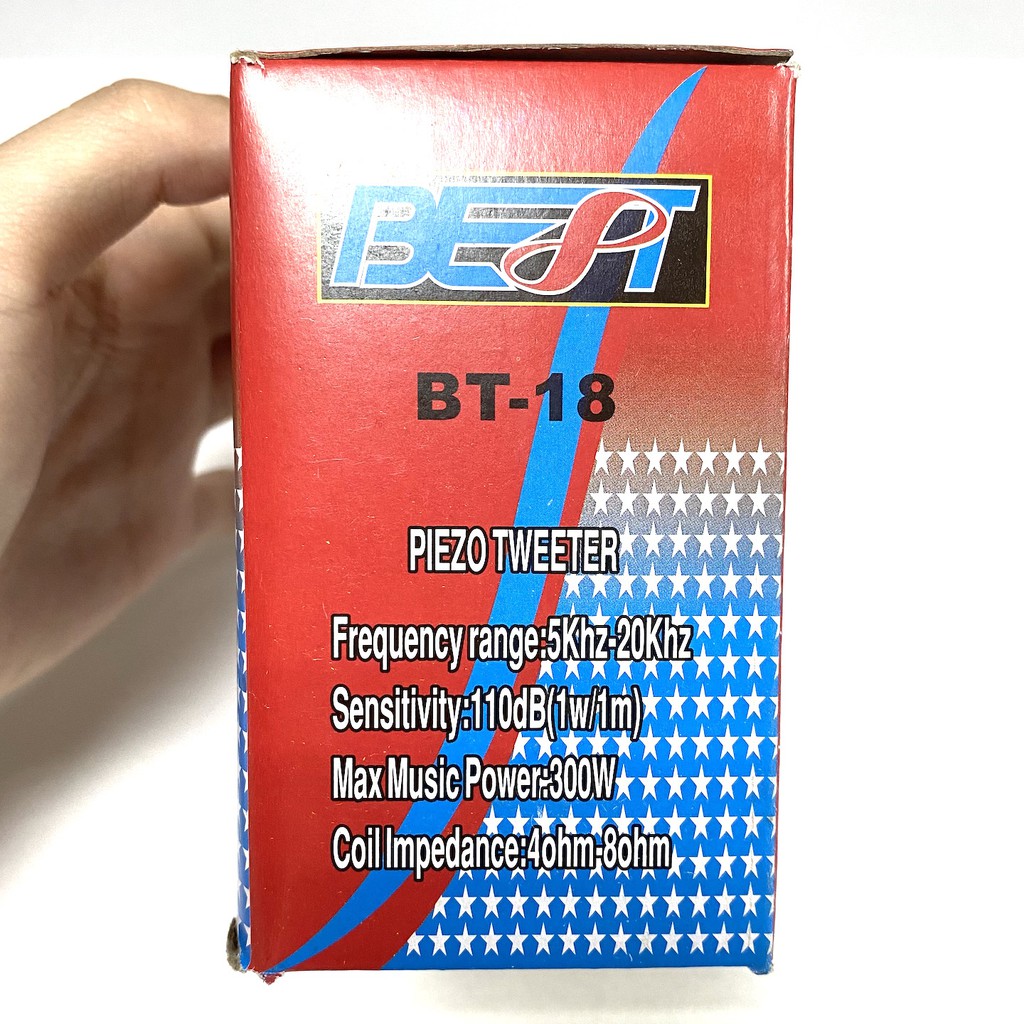 BEST
BT-18
PIEZO TWEETER
Frequency range:5Khz-20Khz
Sensitivity:110dB(1w/1m)
Max Music Power:300W
Coil Impedance:4ohm-8ohm